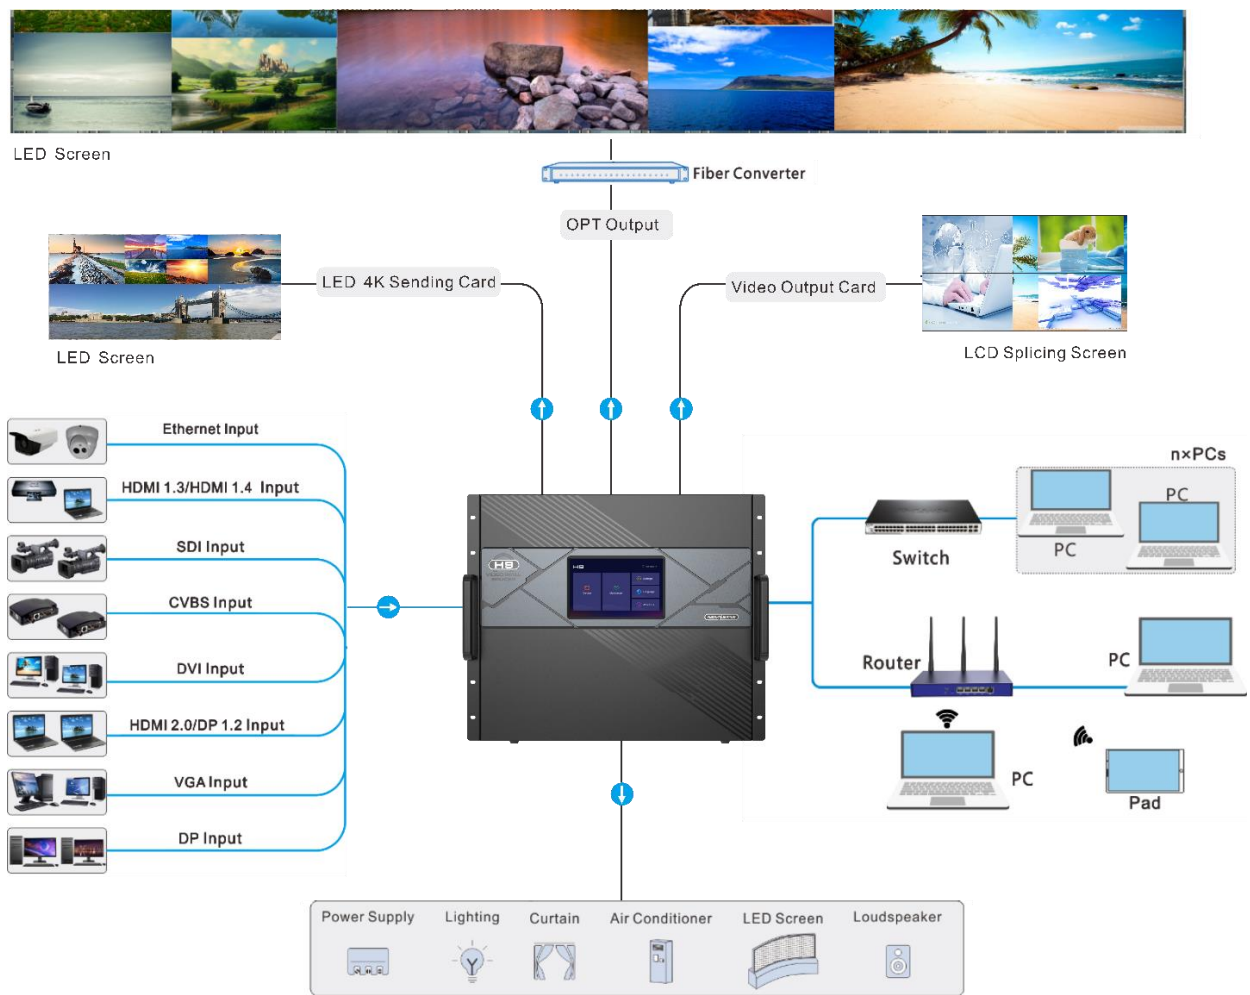 LED Screen
Fiber Converter
OPT Output
LED 4K Sending Card
Video Output Card
LED Screen
LCD Splicing Screen
Ethernet Input
HDMI 1.3/HDMI 1.4 Input
SDI Input
CVBS Input
DVI Input
HDMI 2.0/DP 1.2 Input
VGA Input
DP Input
H9
H9
n×PCs
PC
PC
Switch
Router
PC
PC
Pad
Power Supply
Lighting
Curtain
Air Conditioner
LED Screen
Loudspeaker